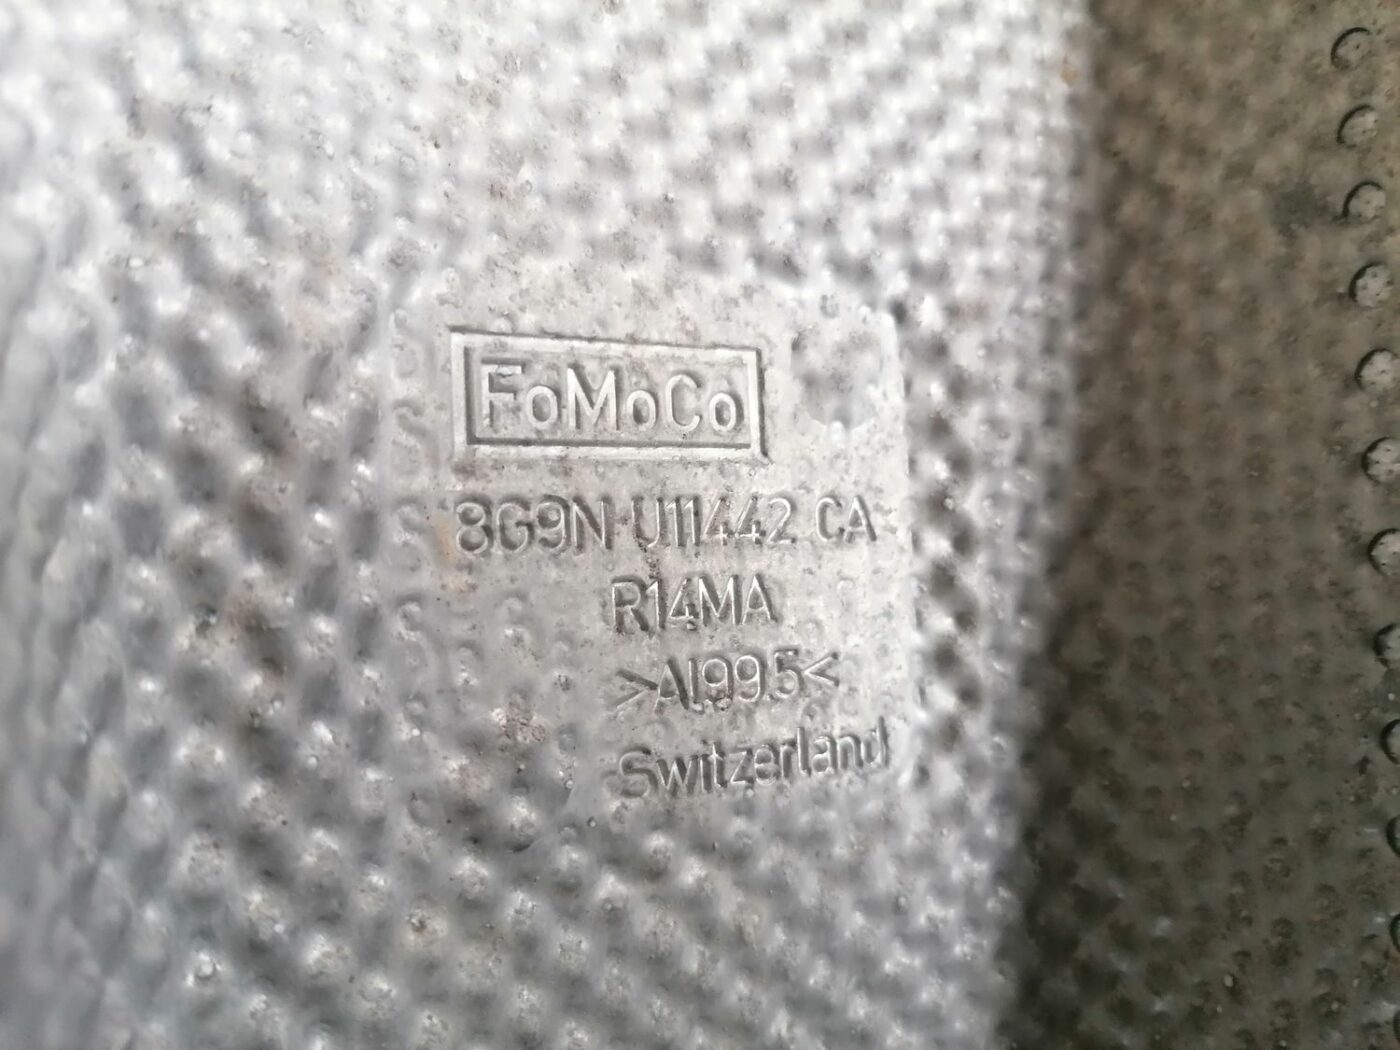 FoMoCo
8G9N U11442 CA
R14MA
>Al99.5<
Switzerland